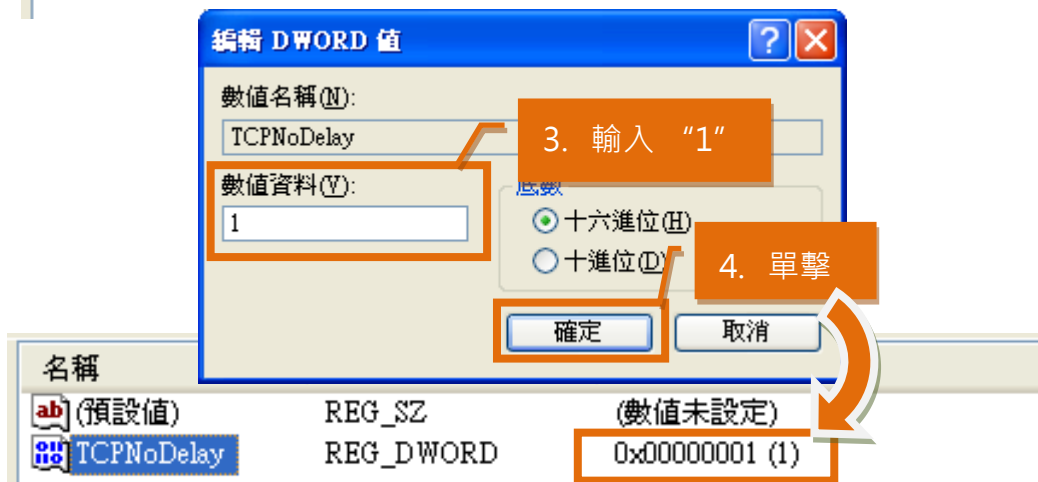 編輯 DWORD 值
數值名稱(N):
TCPNoDelay
3. 輸入 “1”
數值資料(V):
1
底數
十六進位(H)
十進位(D)
4. 單擊
確定
取消
名稱
(預設值) REG_SZ (數值未設定)
TCPNoDelay REG_DWORD 0x00000001 (1)